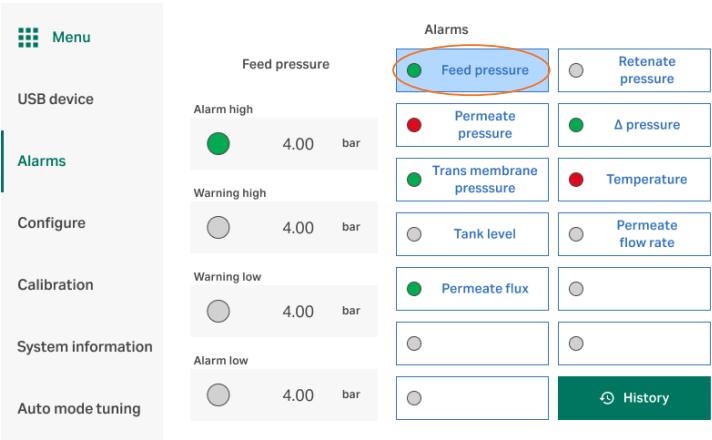 Menu
USB device
Alarms
Configure
Calibration
System information
Auto mode tuning
Feed pressure
Alarm high
4.00 bar
Warning high
4.00 bar
Warning low
4.00 bar
Alarm low
4.00 bar
Alarms
Feed pressure
Retenate
pressure
Permeate
pressure
Δ pressure
Trans membrane
presssure
Temperature
Tank level
Permeate
flow rate
Permeate flux
History